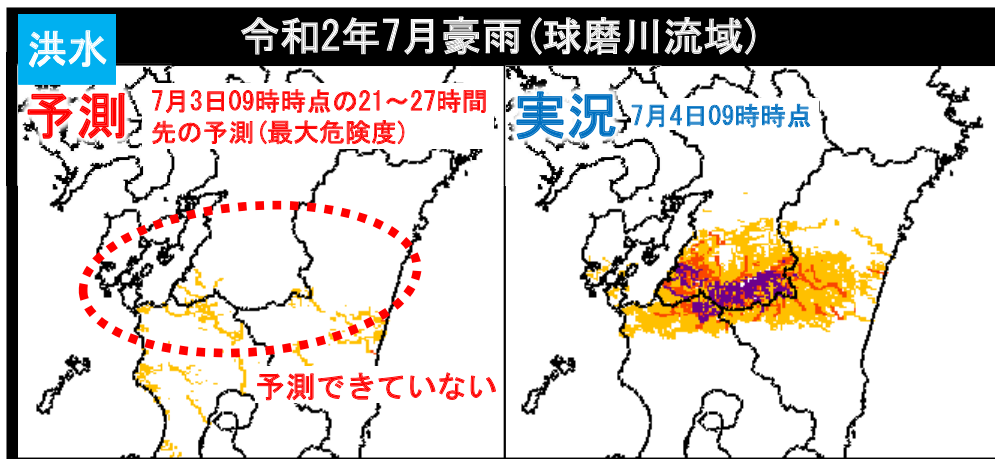 令和2年7月豪雨(球磨川流域)
洪水
予測
7月3日09時時点の21～27時間
先の予測(最大危険度)
予測できていない
実況
7月4日09時時点